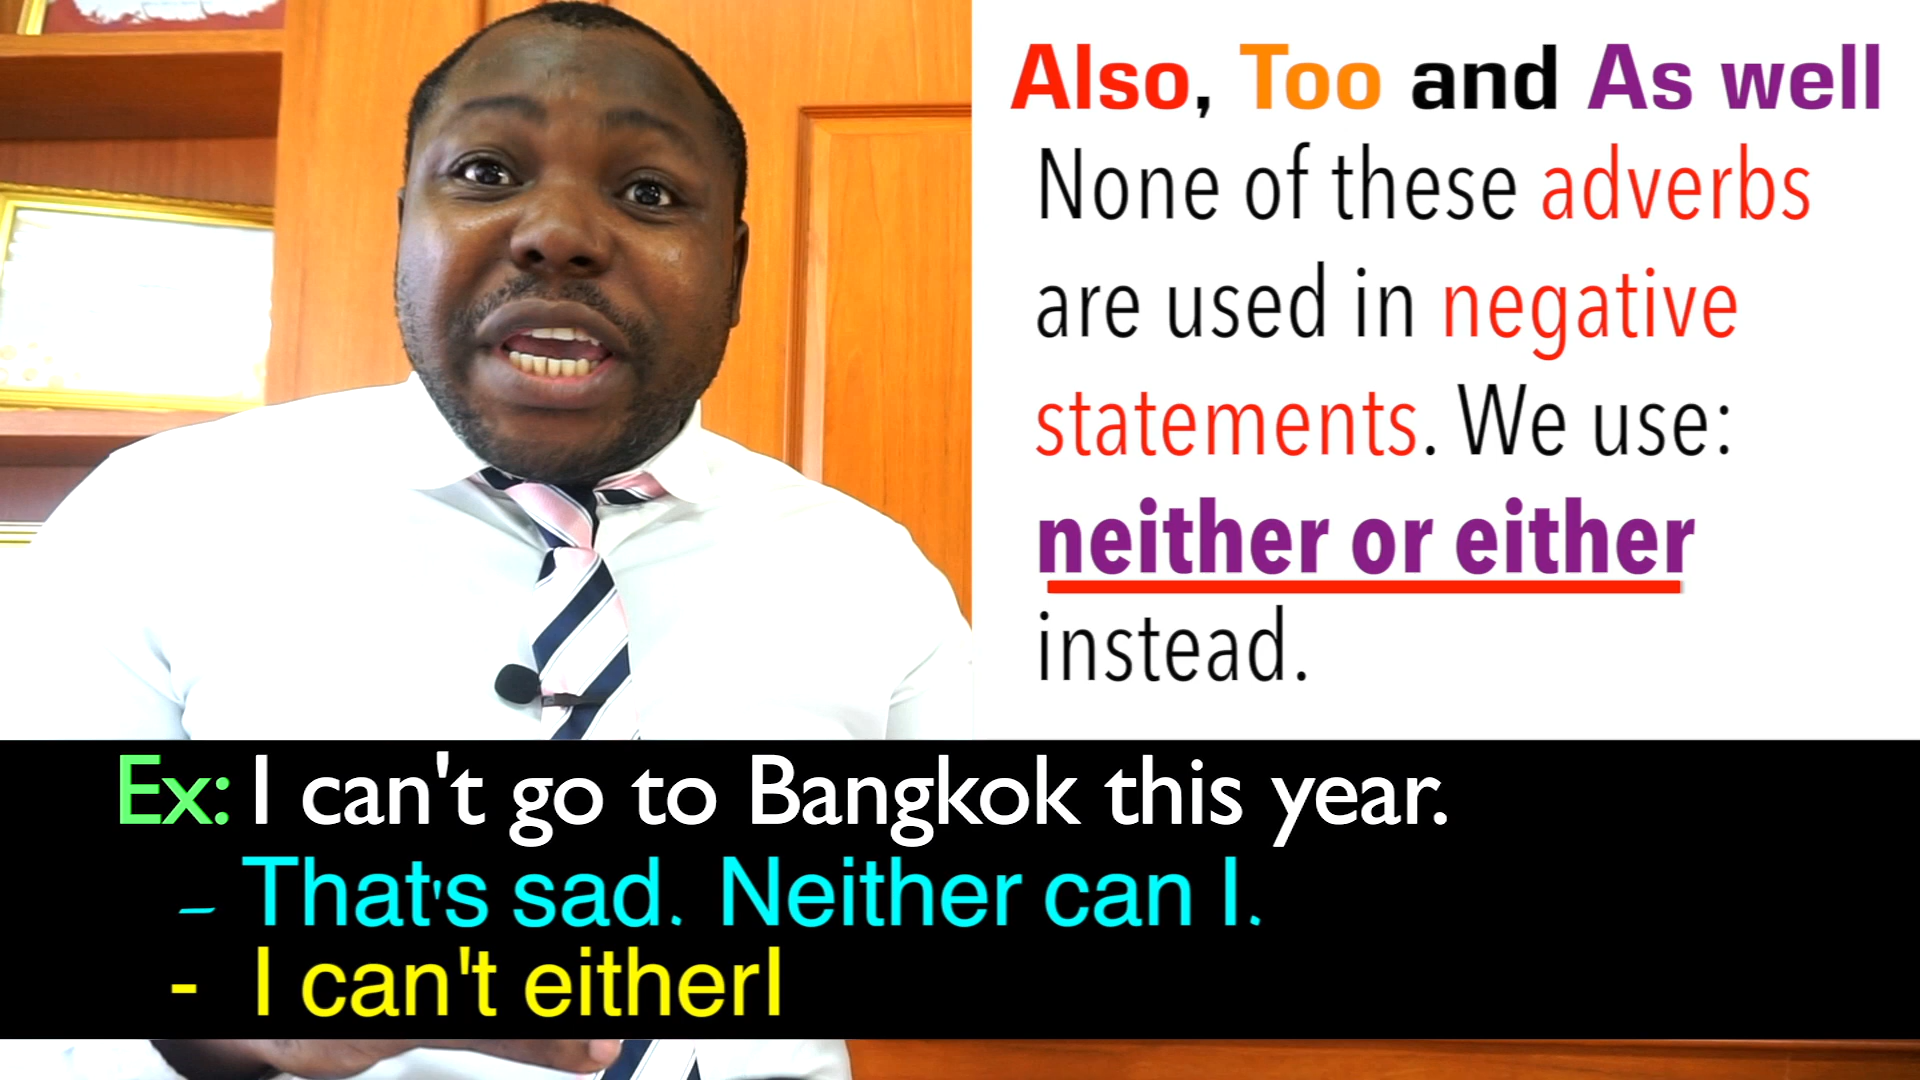 Also, Too and As well
None of these adverbs
are used in negative
statements. We use:
neither or either
instead.
Ex: I can't go to Bangkok this year.
– That's sad. Neither can I.
- I can't eitherI